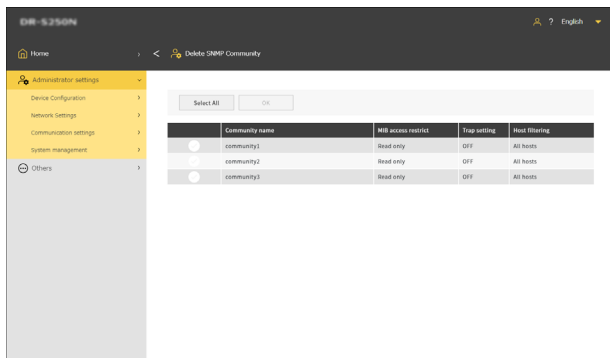 DR-S250N
? English
Home
Delete SNMP Community
Administrator settings
Device Configuration
Network Settings
Communication settings
System management
Others
Select All OK
Community name MIB access restrict Trap setting Host filtering
community1 Read only OFF All hosts
community2 Read only OFF All hosts
community3 Read only OFF All hosts